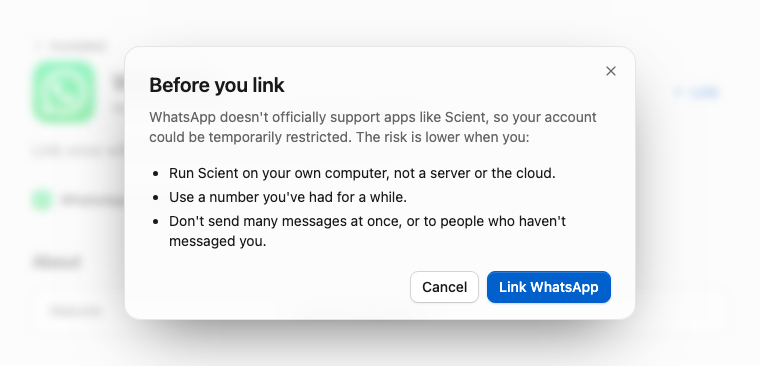 Before you link
WhatsApp doesn't officially support apps like Scient, so your account
could be temporarily restricted. The risk is lower when you:
• Run Scient on your own computer, not a server or the cloud.
• Use a number you've had for a while.
• Don't send many messages at once, or to people who haven't
messaged you.
Cancel
Link WhatsApp
About